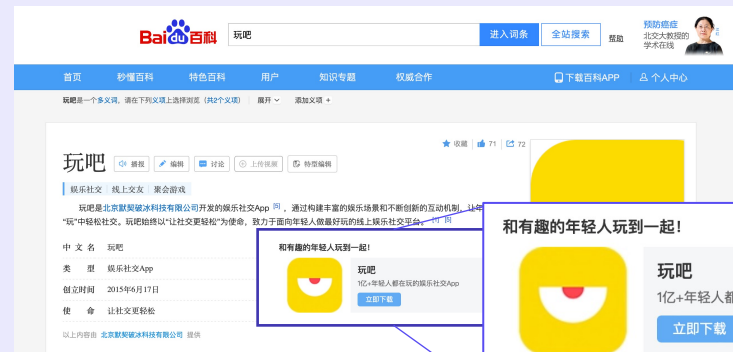 Bai du 百科
玩吧
进入词条
全站搜索
帮助
预防癌症
北交大教授的
学术在线
首页 秒懂百科 特色百科 用户 知识专题 权威合作 下载百科APP 个人中心
玩吧是一个多义词，请在下列义项上选择浏览（共2个义项） 展开 添加义项 +
收藏 71 72
玩吧 播报 编辑 讨论 上传视频 特型编辑
娱乐社交 线上交友 聚会游戏
玩吧是北京默契破冰科技有限公司开发的娱乐社交App [5] ，通过构建丰富的娱乐场景和不断创新的互动机制，让年
“玩”中轻松社交。玩吧始终以“让社交更轻松”为使命，致力于面向年轻人做最好玩的线上娱乐社交平台。
中文名 玩吧
类型 娱乐社交App
创立时间 2015年6月17日
使命 让社交更轻松
以上内容由 北京默契破冰科技有限公司 提供
和有趣的年轻人玩到一起！
玩吧
1亿+年轻人都在玩的娱乐社交App
立即下载
和有趣的年轻人玩到一起！
玩吧
1亿+年轻人都
立即下载